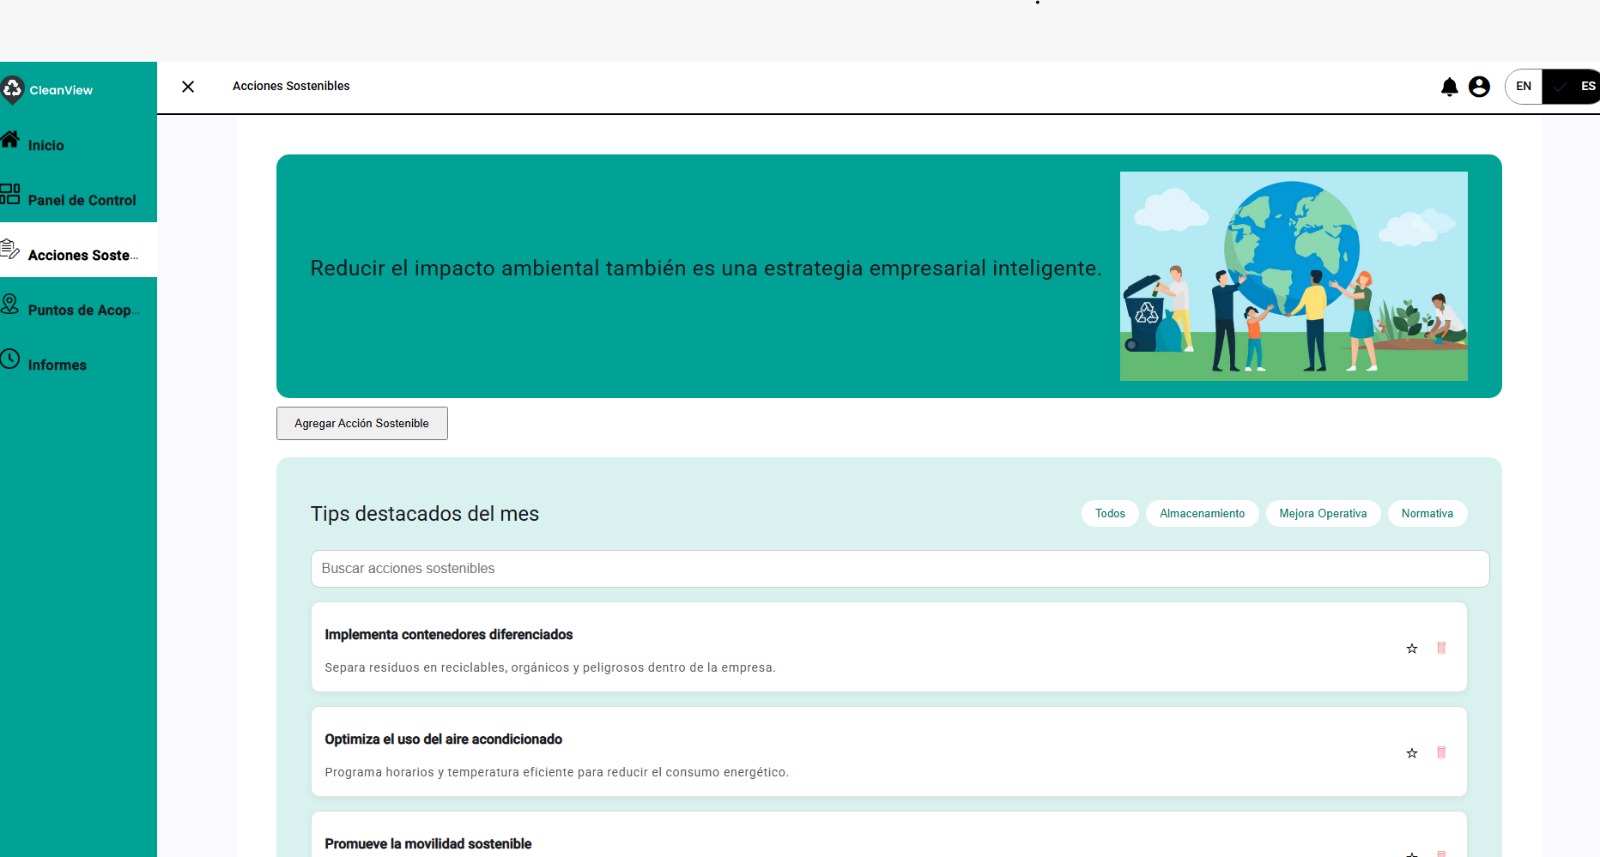 CleanView
Acciones Sostenibles
EN
ES
Inicio
Panel de Control
Acciones Soste...
Puntos de Acop...
Informes
Reducir el impacto ambiental también es una estrategia empresarial inteligente.
Agregar Acción Sostenible
Tips destacados del mes
Todos
Almacenamiento
Mejora Operativa
Normativa
Buscar acciones sostenibles
Implementa contenedores diferenciados
Separa residuos en reciclables, orgánicos y peligrosos dentro de la empresa.
Optimiza el uso del aire acondicionado
Programa horarios y temperatura eficiente para reducir el consumo energético.
Promueve la movilidad sostenible